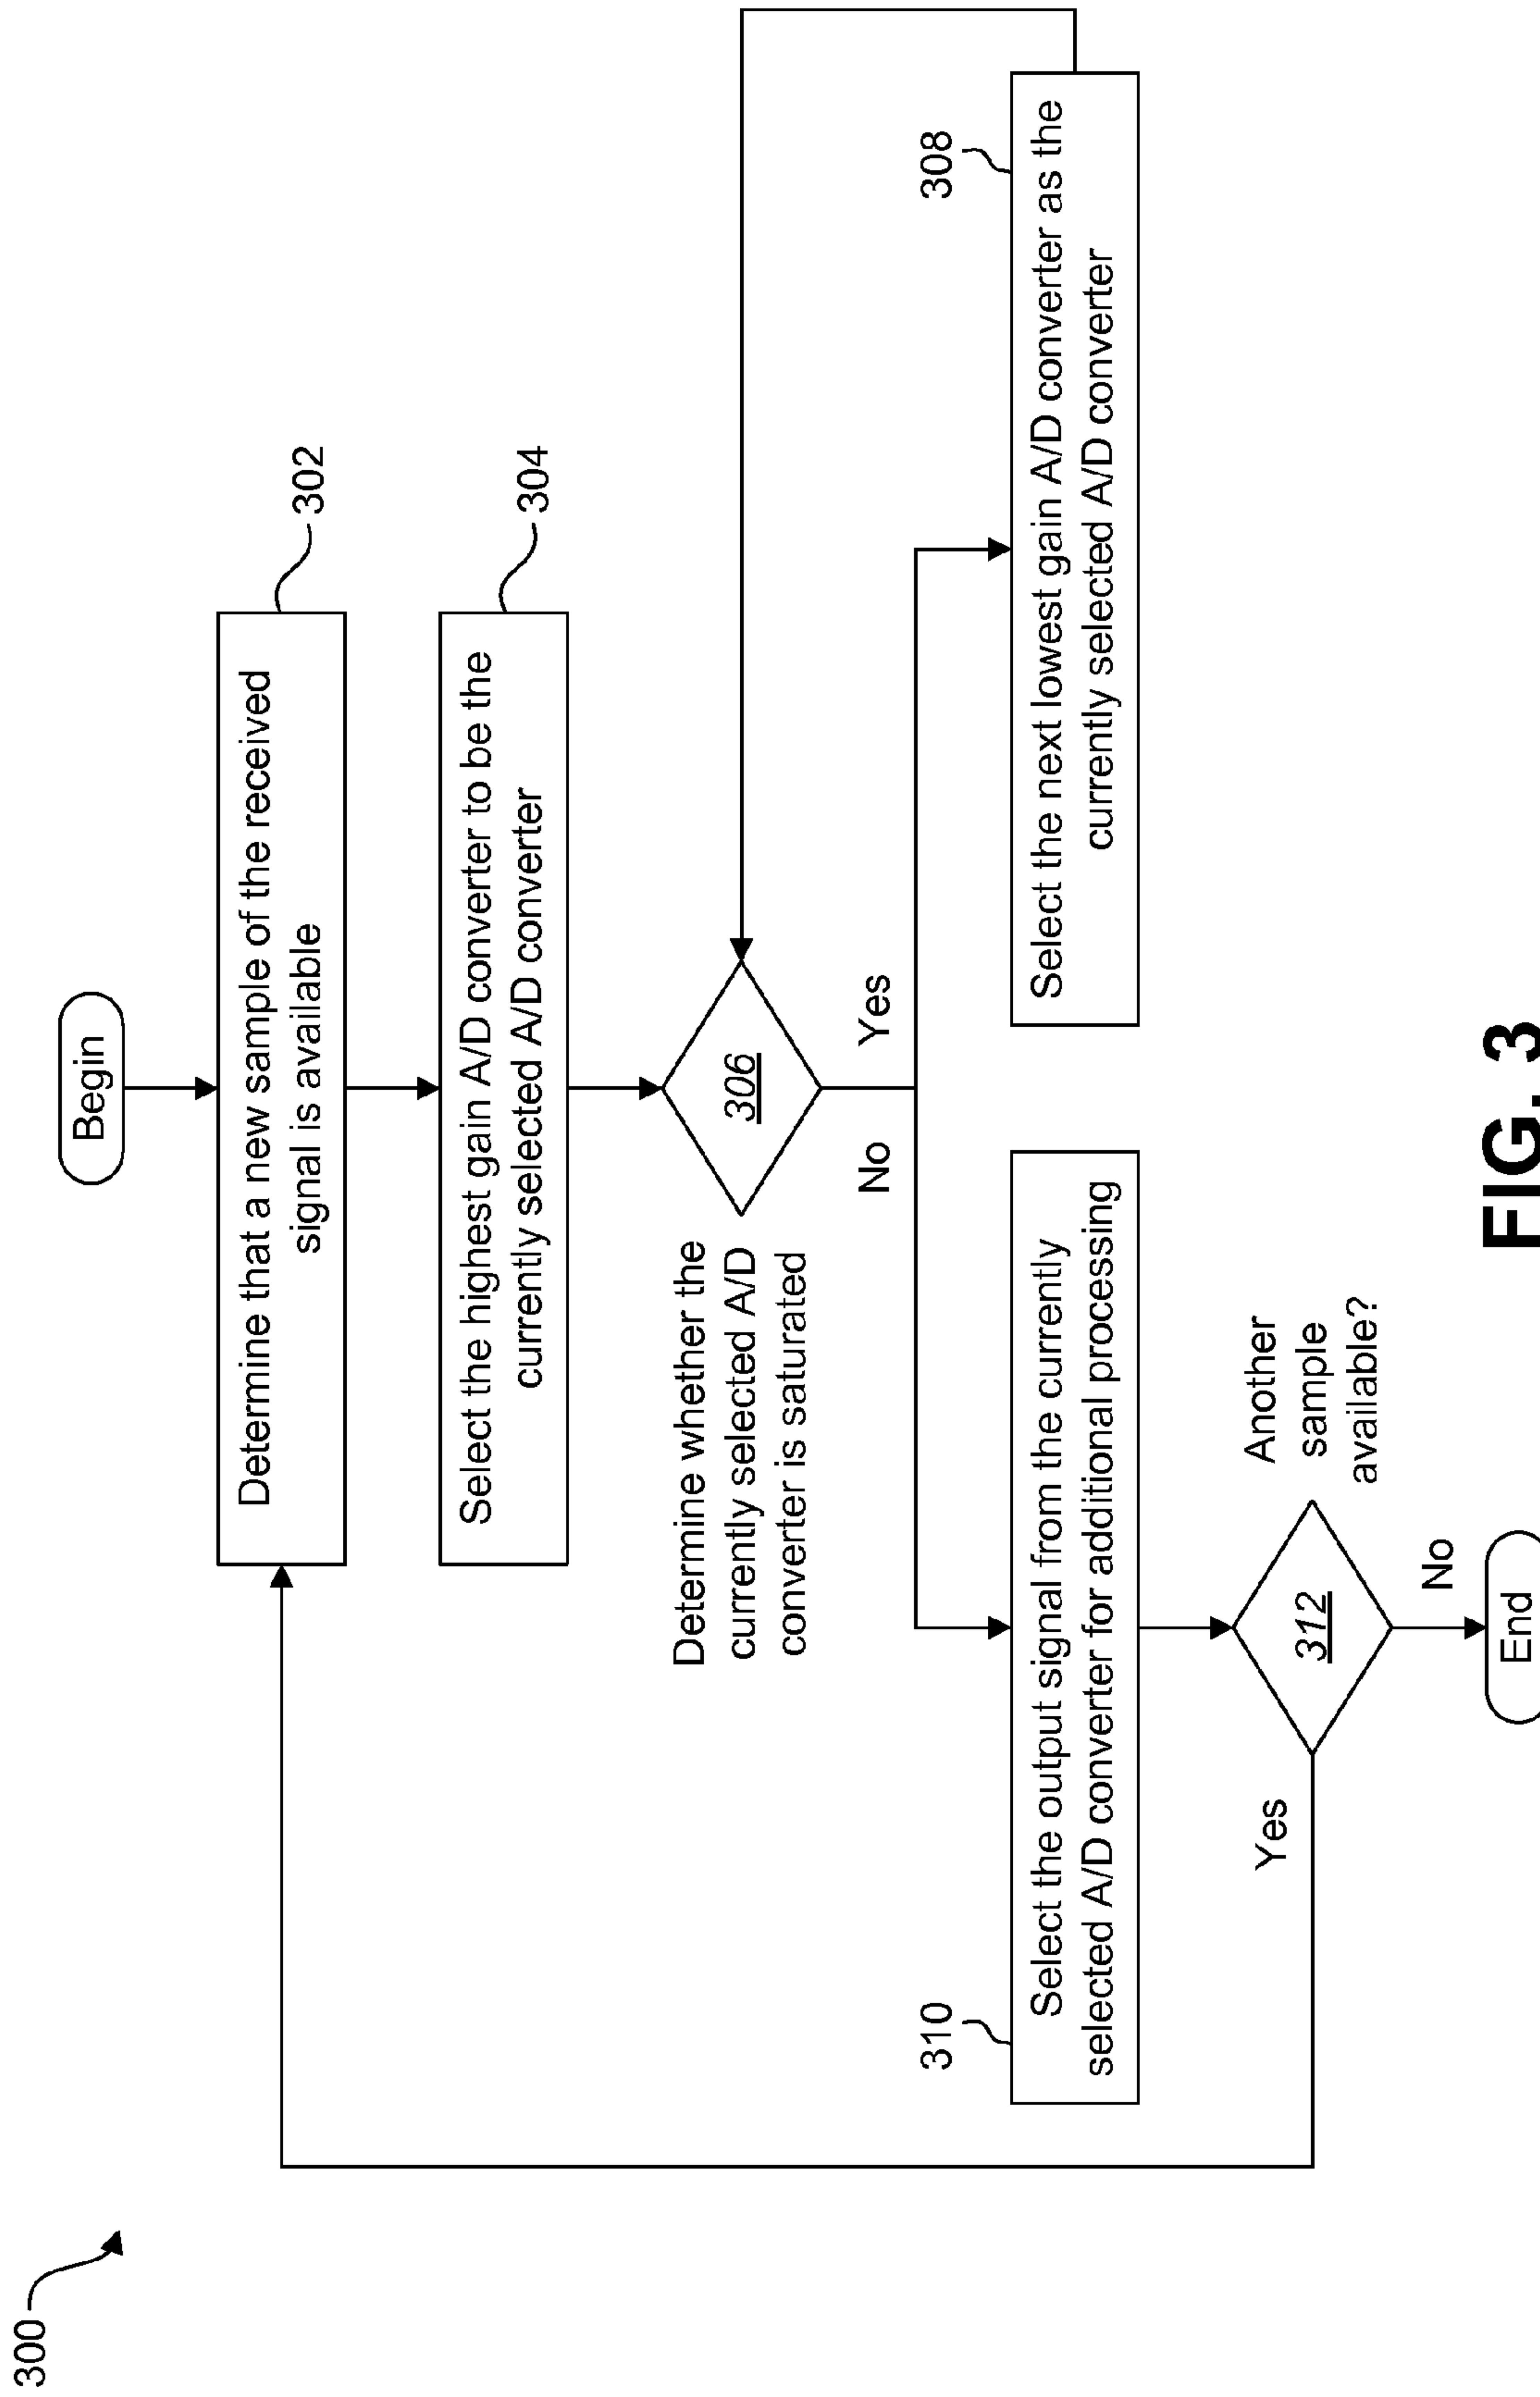 300
Begin
302
Determine that a new sample of the received
signal is available
304
Select the highest gain A/D converter to be the
currently selected A/D converter
Determine whether the
currently selected A/D
converter is saturated
306
No
Yes
310
Select the output signal from the currently
selected A/D converter for additional processing
308
Select the next lowest gain A/D converter as the
currently selected A/D converter
Yes
312
Another
sample
available?
No
End
FIG. 3